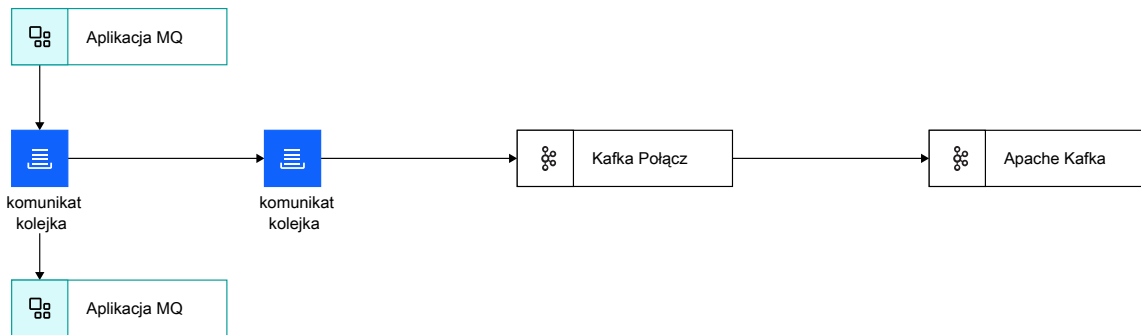 Aplikacja MQ
komunikat
kolejka
komunikat
kolejka
Kafka Połącz
Apache Kafka
Aplikacja MQ